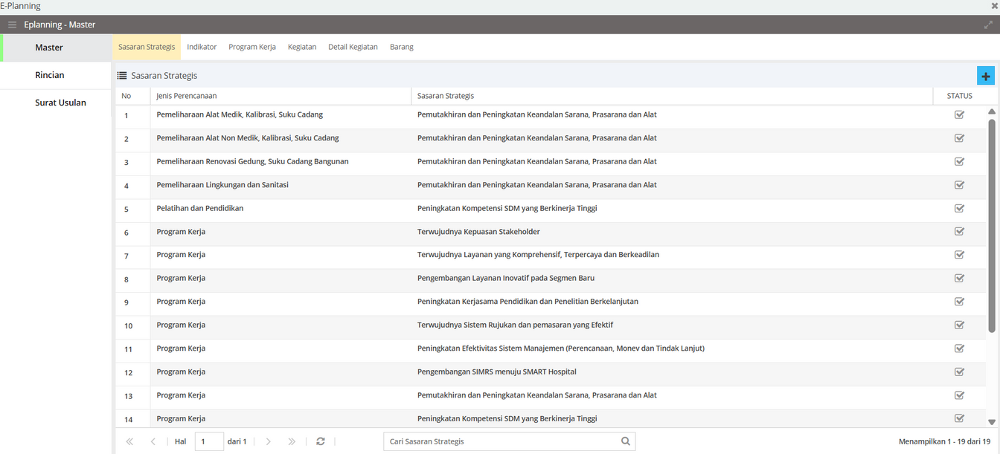 E-Planning
Eplanning - Master
Master
Rincian
Surat Usulan
Sasaran Strategis Indikator Program Kerja Kegiatan Detail Kegiatan Barang
Sasaran Strategis
No Jenis Perencanaan Sasaran Strategis STATUS
1 Pemeliharaan Alat Medik, Kalibrasi, Suku Cadang Pemutakhiran dan Peningkatan Keandalan Sarana, Prasarana dan Alat
2 Pemeliharaan Alat Non Medik, Kalibrasi, Suku Cadang Pemutakhiran dan Peningkatan Keandalan Sarana, Prasarana dan Alat
3 Pemeliharaan Renovasi Gedung, Suku Cadang Bangunan Pemutakhiran dan Peningkatan Keandalan Sarana, Prasarana dan Alat
4 Pemeliharaan Lingkungan dan Sanitasi Pemutakhiran dan Peningkatan Keandalan Sarana, Prasarana dan Alat
5 Pelatihan dan Pendidikan Peningkatan Kompetensi SDM yang Berkinerja Tinggi
6 Program Kerja Terwujudnya Kepuasan Stakeholder
7 Program Kerja Terwujudnya Layanan yang Komprehensif, Terpercaya dan Berkeadilan
8 Program Kerja Pengembangan Layanan Inovatif pada Segmen Baru
9 Program Kerja Peningkatan Kerjasama Pendidikan dan Penelitian Berkelanjutan
10 Program Kerja Terwujudnya Sistem Rujukan dan pemasaran yang Efektif
11 Program Kerja Peningkatan Efektivitas Sistem Manajemen (Perencanaan, Monev dan Tindak Lanjut)
12 Program Kerja Pengembangan SIMRS menuju SMART Hospital
13 Program Kerja Pemutakhiran dan Peningkatan Keandalan Sarana, Prasarana dan Alat
14 Program Kerja Peningkatan Kompetensi SDM yang Berkinerja Tinggi
Hal 1 dari 1 Cari Sasaran Strategis Menampilkan 1 - 19 dari 19